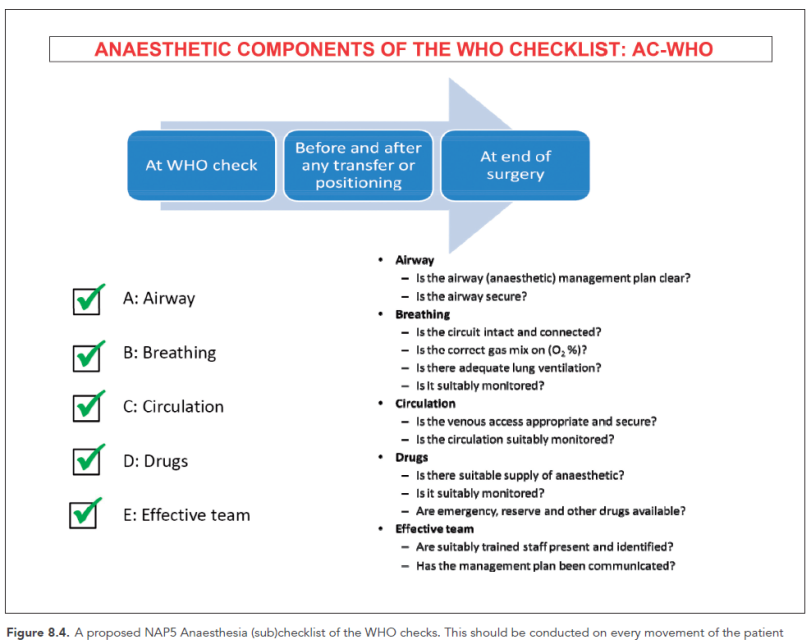 ANAESTHETIC COMPONENTS OF THE WHO CHECKLIST: AC-WHO
At WHO check
Before and after
any transfer or
positioning
At end of
surgery
A: Airway
B: Breathing
C: Circulation
D: Drugs
E: Effective team
• Airway
– Is the airway (anaesthetic) management plan clear?
– Is the airway secure?
• Breathing
– Is the circuit intact and connected?
– Is the correct gas mix on (O₂ %)?
– Is there adequate lung ventilation?
– Is it suitably monitored?
• Circulation
– Is the venous access appropriate and secure?
– Is the circulation suitably monitored?
• Drugs
– Is there suitable supply of anaesthetic?
– Is it suitably monitored?
– Are emergency, reserve and other drugs available?
• Effective team
– Are suitably trained staff present and identified?
– Has the management plan been communicated?
Figure 8.4. A proposed NAP5 Anaesthesia (sub)checklist of the WHO checks. This should be conducted on every movement of the patient